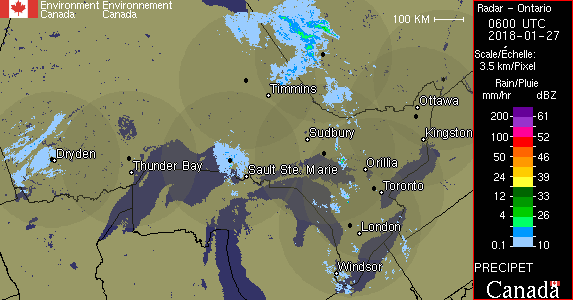 Environment Environnement
Canada Canada
100 KM
Timmins
Ottawa
Sudbury
Kingston
Dryden
Thunder Bay
Sault Ste. Marie
Orillia
Toronto
London
Windsor
Radar - Ontario
0600 UTC
2018-01-27
Scale/Échelle:
3.5 km/Pixel
Rain/Pluie
mm/hr dBZ
200 61
100 52
50 46
24 39
12 33
4 26
0.1 10
PRECIPET
Canada